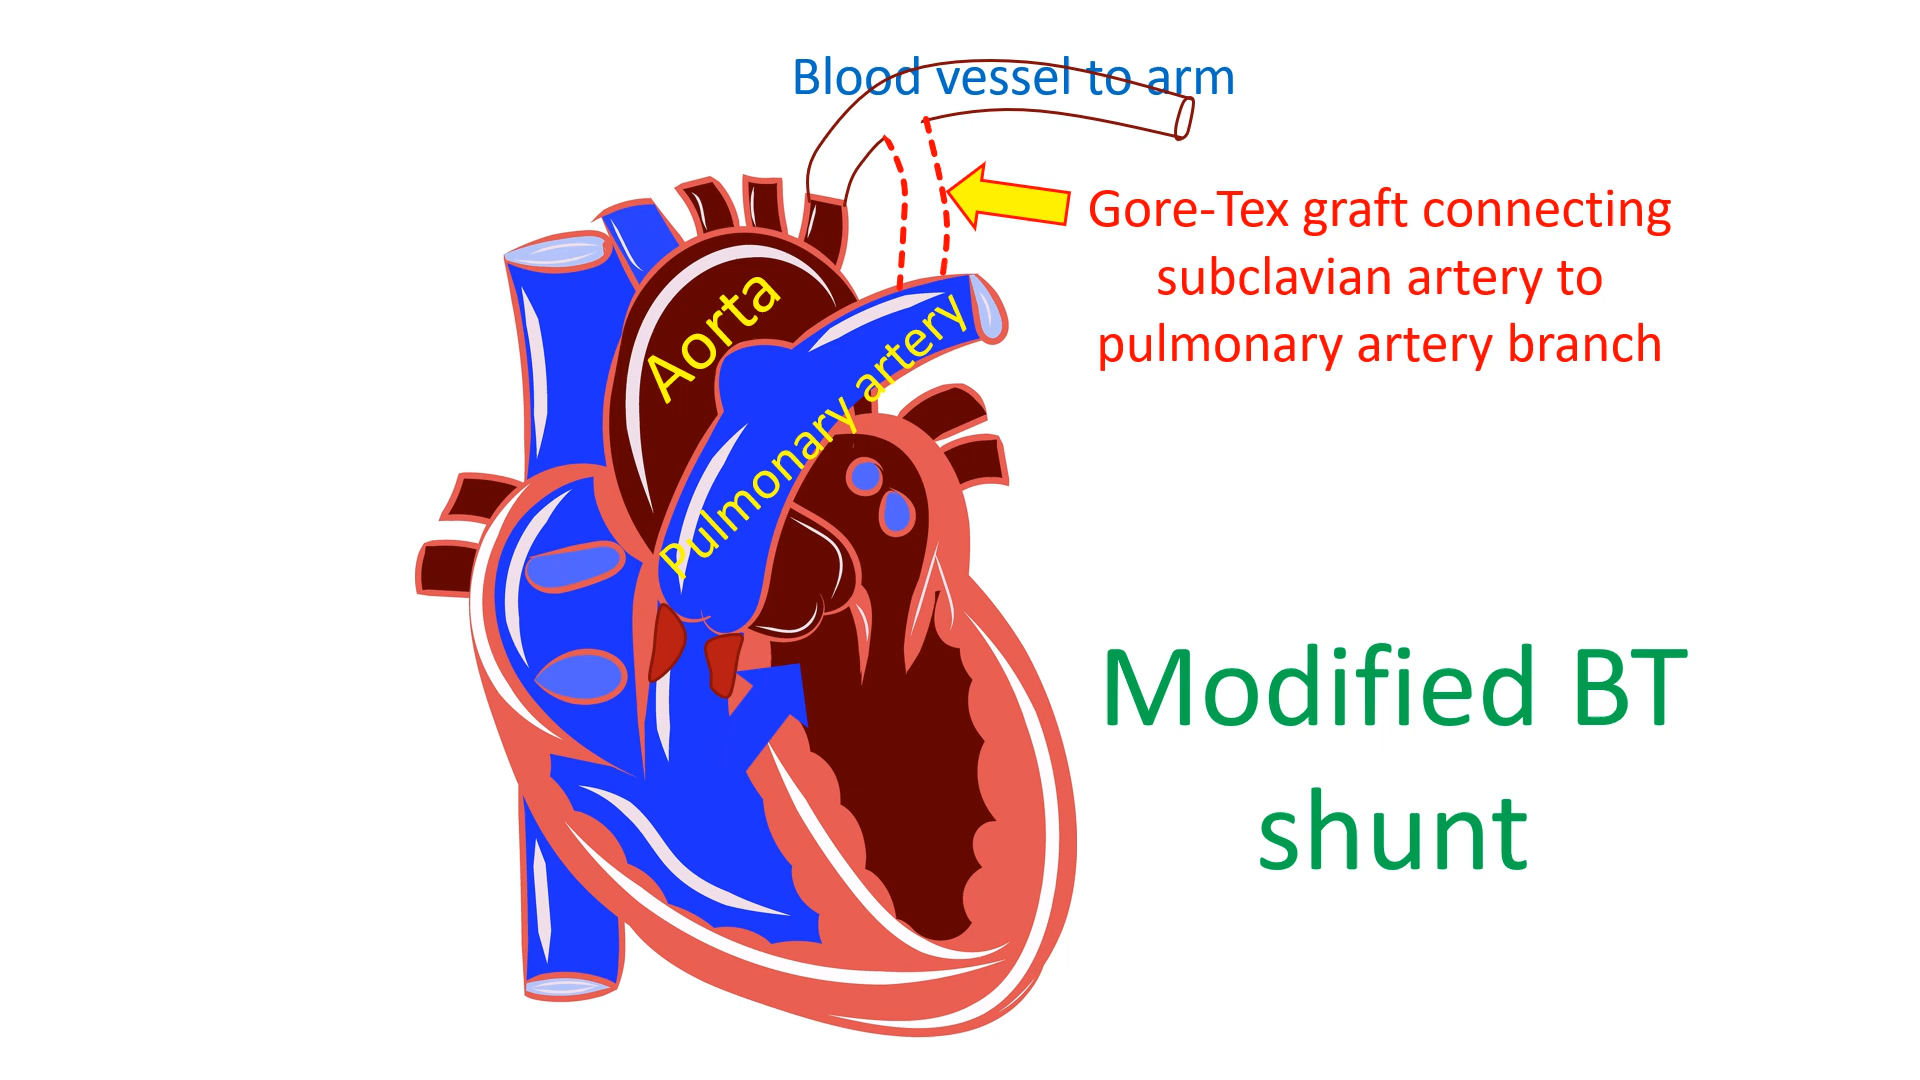 Blood vessel to arm
Gore-Tex graft connecting
subclavian artery to
pulmonary artery branch
Aorta
Pulmonary artery
Modified BT
shunt